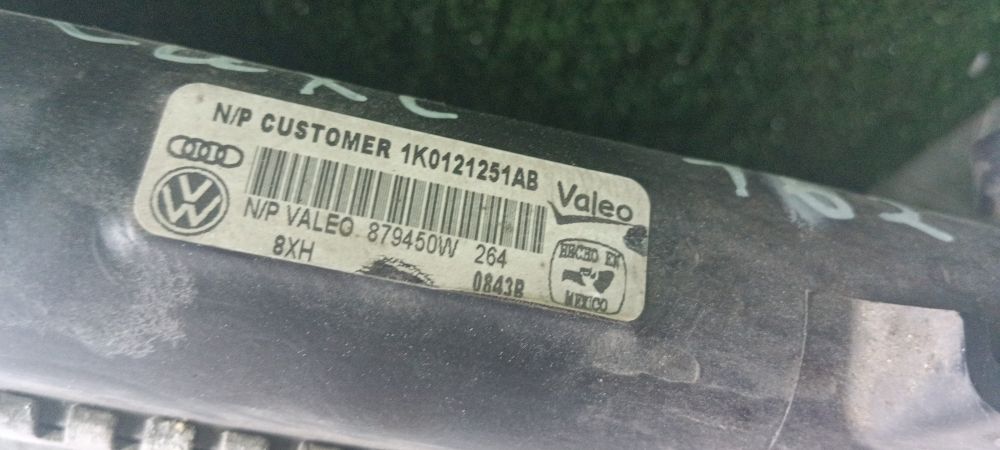 N/P CUSTOMER 1K0121251AB
Valeo
N/P VALEO 879450W 264
8XH
0843B
HECHO EN
MEXICO